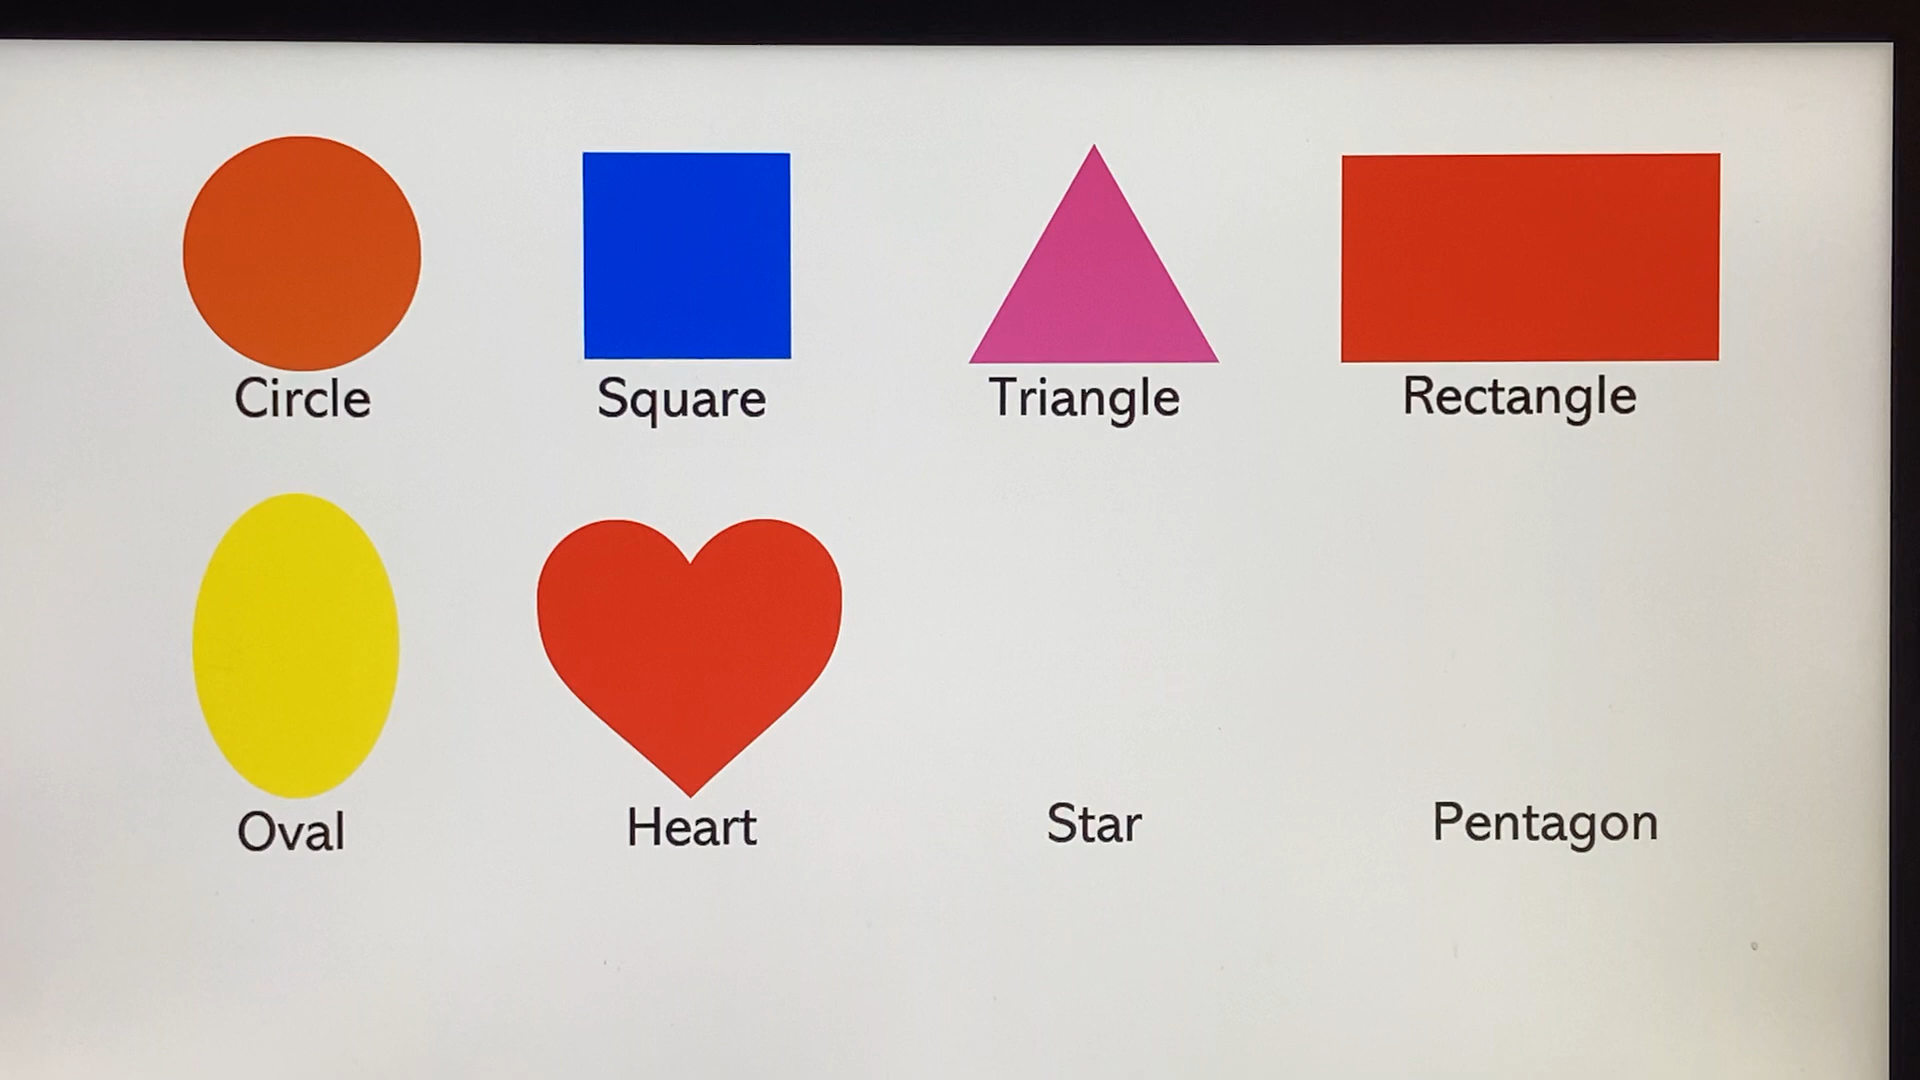 Circle
Square
Triangle
Rectangle
Oval
Heart
Star
Pentagon